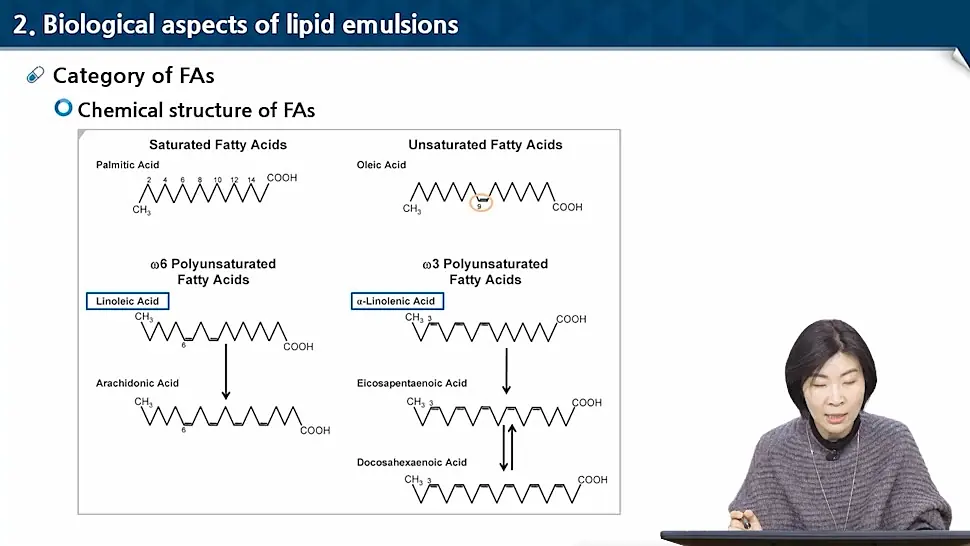 2. Biological aspects of lipid emulsions
Category of FAs
Chemical structure of FAs
Saturated Fatty Acids
Palmitic Acid
2 4 6 8 10 12 14 COOH
CH3
Unsaturated Fatty Acids
Oleic Acid
CH3 9 COOH
ω6 Polyunsaturated
Fatty Acids
Linoleic Acid
CH3
6 COOH
Arachidonic Acid
CH3
6 COOH
ω3 Polyunsaturated
Fatty Acids
α-Linolenic Acid
CH3 3 COOH
Eicosapentaenoic Acid
CH3 3 COOH
Docosahexaenoic Acid
CH3 3 COOH